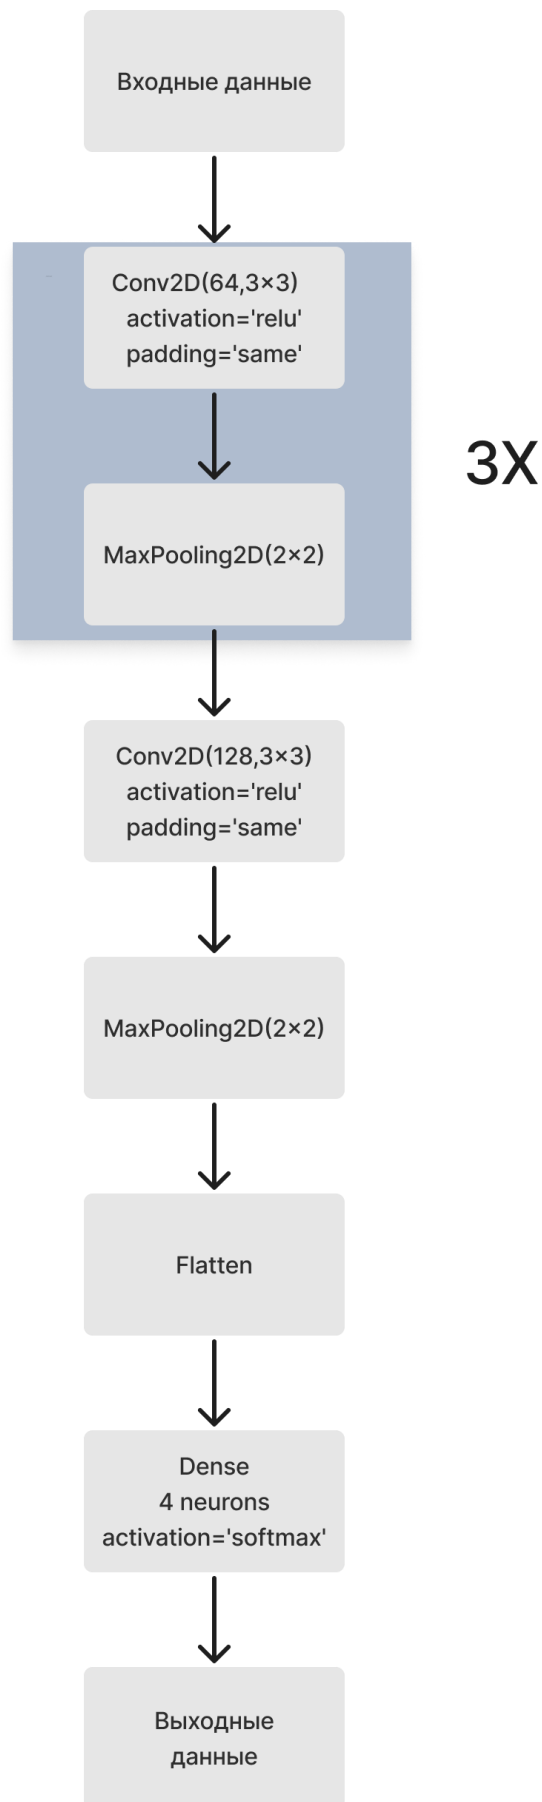 Входные данные
Conv2D(64,3×3)
activation='relu'
padding='same'
3X
MaxPooling2D(2×2)
Conv2D(128,3×3)
activation='relu'
padding='same'
MaxPooling2D(2×2)
Flatten
Dense
4 neurons
activation='softmax'
Выходные
данные